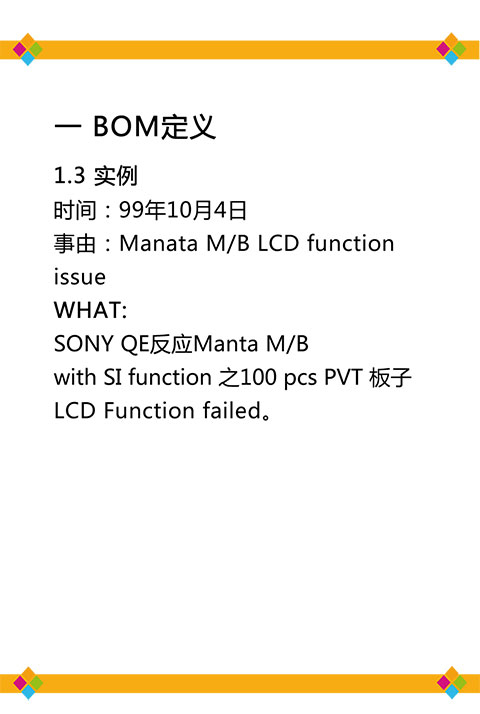 一 BOM定义
1.3 实例
时间：99年10月4日
事由：Manata M/B LCD function
issue
WHAT:
SONY QE反应Manta M/B
with SI function 之100 pcs PVT 板子
LCD Function failed。